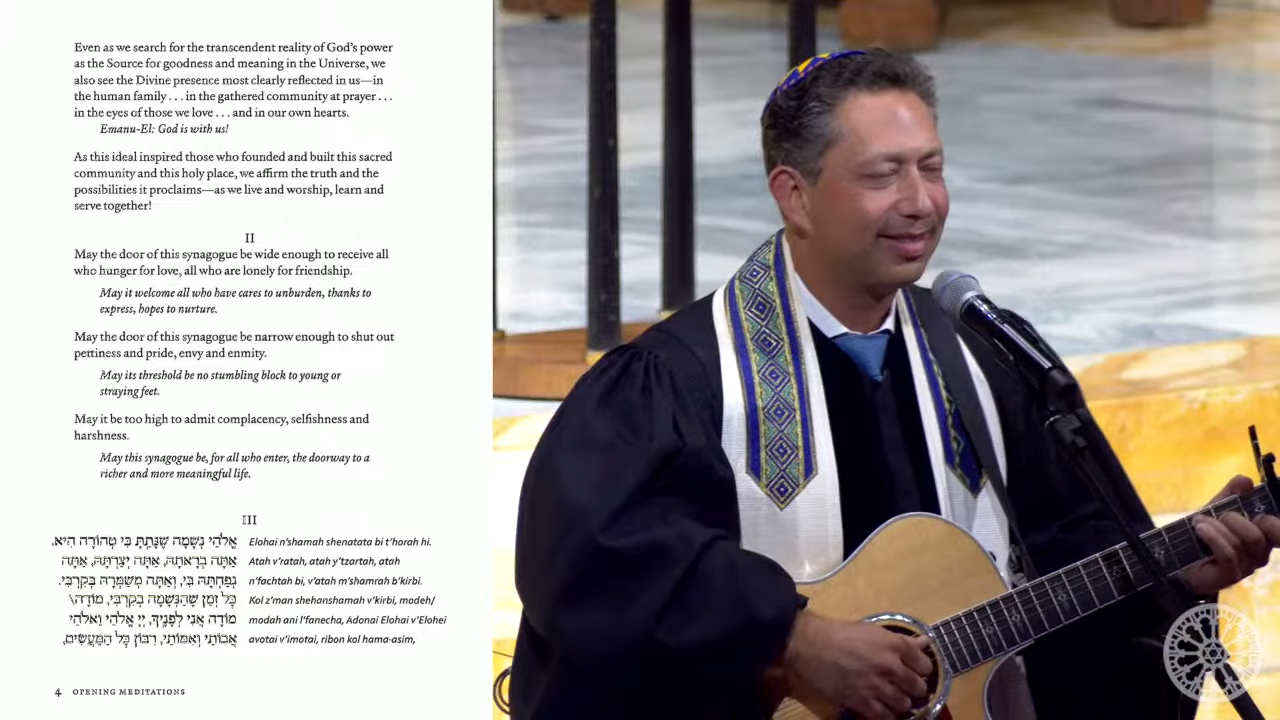 Even as we search for the transcendent reality of God's power
as the Source for goodness and meaning in the Universe, we
also see the Divine presence most clearly reflected in us—in
the human family . . . in the gathered community at prayer . . .
in the eyes of those we love . . . and in our own hearts.
Emanu-El: God is with us!
As this ideal inspired those who founded and built this sacred
community and this holy place, we affirm the truth and the
possibilities it proclaims—as we live and worship, learn and
serve together!
II
May the door of this synagogue be wide enough to receive all
who hunger for love, all who are lonely for friendship.
May it welcome all who have cares to unburden, thanks to
express, hopes to nurture.
May the door of this synagogue be narrow enough to shut out
pettiness and pride, envy and enmity.
May its threshold be no stumbling block to young or
straying feet.
May it be too high to admit complacency, selfishness and
harshness.
May this synagogue be, for all who enter, the doorway to a
richer and more meaningful life.
III
אֱלֹהַי נְשָׁמָה שֶׁנָּתַתָּ בִּי טְהוֹרָה הִיא.
אַתָּה בְרָאתָהּ, אַתָּה יְצַרְתָּהּ, אַתָּה
נְפַחְתָּהּ בִּי, וְאַתָּה מְשַׁמְּרָהּ בְּקִרְבִּי.
כׇּל זְמַן שֶׁהַנְּשָׁמָה בְקִרְבִּי, מוֹדֶה\
מוֹדָה אֲנִי לְפָנֶיךָ, יְיָ אֱלֹהַי וֵאלֹהֵי
אֲבוֹתַי וְאִמּוֹתַי, רִבּוֹן כׇּל הַמַּעֲשִׂים,
Elohai n'shamah shenatata bi t'horah hi.
Atah v'ratah, atah y'tzartah, atah
n'fachtah bi, v'atah m'shamrah b'kirbi.
Kol z'man shehanshamah v'kirbi, modeh/
modah ani l'fanecha, Adonai Elohai v'Elohei
avotai v'imotai, ribon kol hama-asim,
4 OPENING MEDITATIONS